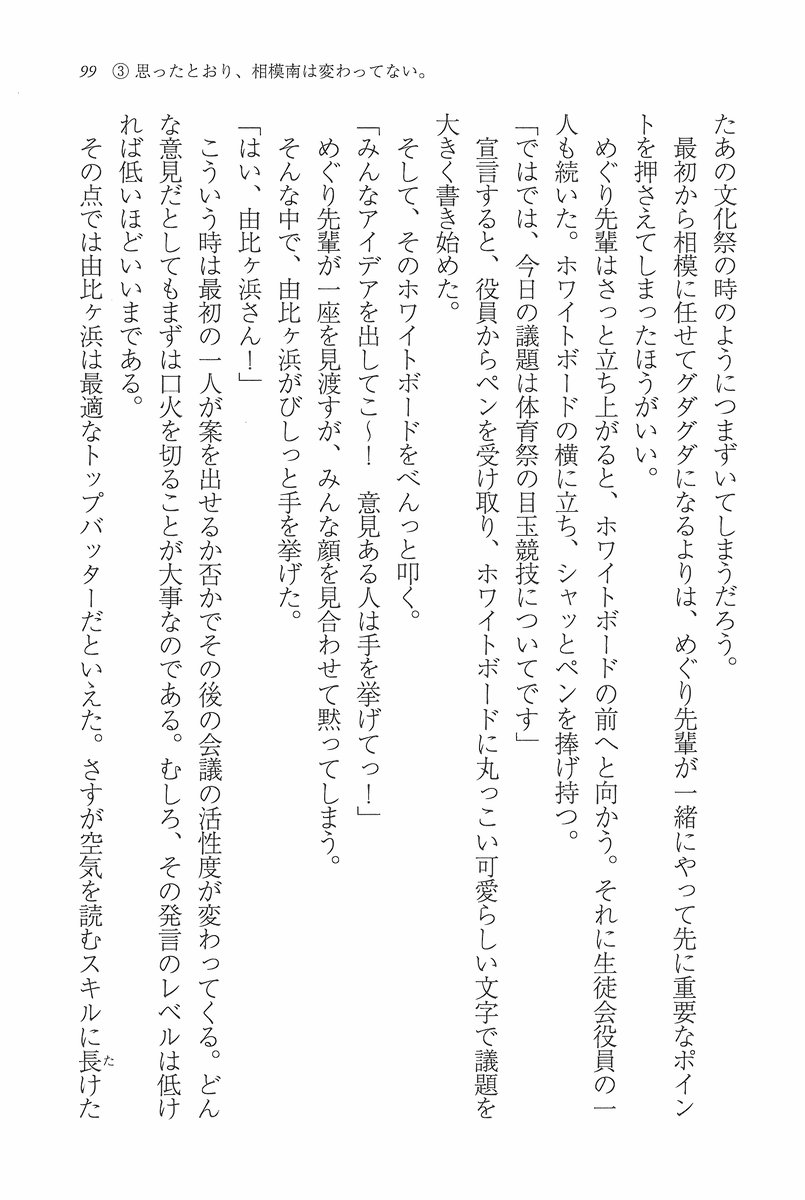 99 ③ 思ったとおり、相模南は変わってない。
たあの文化祭の時のようにつまずいてしまうだろう。
最初から相模に任せてグダグダになるよりは、めぐり先輩が一緒にやって先に重要なポイン
トを押さえてしまったほうがいい。
めぐり先輩はさっと立ち上がると、ホワイトボードの前へと向かう。それに生徒会役員の一
人も続いた。ホワイトボードの横に立ち、シャッとペンを捧げ持つ。
「ではでは、今日の議題は体育祭の目玉競技についてです」
宣言すると、役員からペンを受け取り、ホワイトボードに丸っこい可愛らしい文字で議題を
大きく書き始めた。
そして、そのホワイトボードをべんっと叩く。
「みんなアイデアを出してこ〜！　意見ある人は手を挙げてっ！」
めぐり先輩が一座を見渡すが、みんな顔を見合わせて黙ってしまう。
そんな中で、由比ヶ浜がびしっと手を挙げた。
「はい、由比ヶ浜さん！」
こういう時は最初の一人が案を出せるか否かでその後の会議の活性度が変わってくる。どん
な意見だとしてもまずは口火を切ることが大事なのである。むしろ、その発言のレベルは低け
れば低いほどいいまである。
その点では由比ヶ浜は最適なトップバッターだといえた。さすが空気を読むスキルに長けた
た